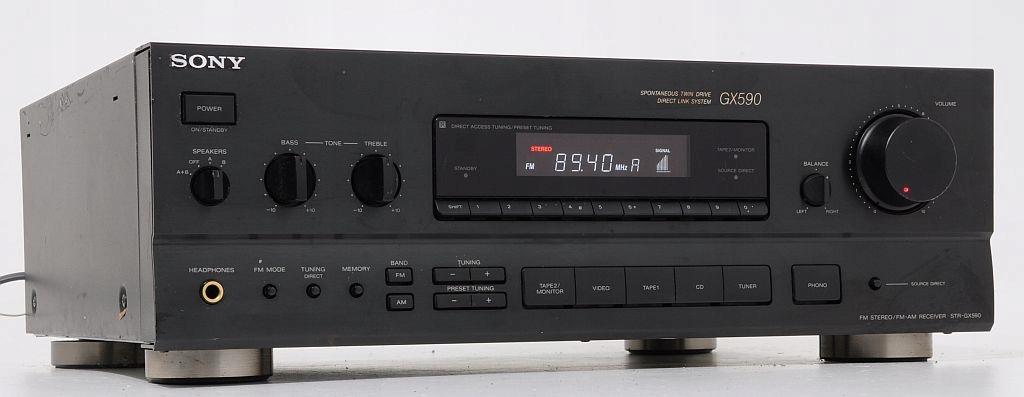 SONY
POWER
ON/STANDBY
SPEAKERS
OFF A B
A+B
BASS — TONE — TREBLE
-10 +10 -10 +10
SPONTANEOUS TWIN DRIVE
DIRECT LINK SYSTEM GX590
DIRECT ACCESS TUNING/PRESET TUNING
STANDBY
STEREO
FM 89.40 MHz A
SIGNAL
TAPE2/MONITOR
SOURCE DIRECT
SHIFT 1 2 3 4 5 6 7 8 9 0
VOLUME
0 10
BALANCE
LEFT RIGHT
HEADPHONES
FM MODE
TUNING
DIRECT
MEMORY
BAND
FM
AM
TUNING
- +
PRESET TUNING
- +
TAPE2/
MONITOR
VIDEO
TAPE1
CD
TUNER
PHONO
SOURCE DIRECT
FM STEREO/FM-AM RECEIVER STR-GX590